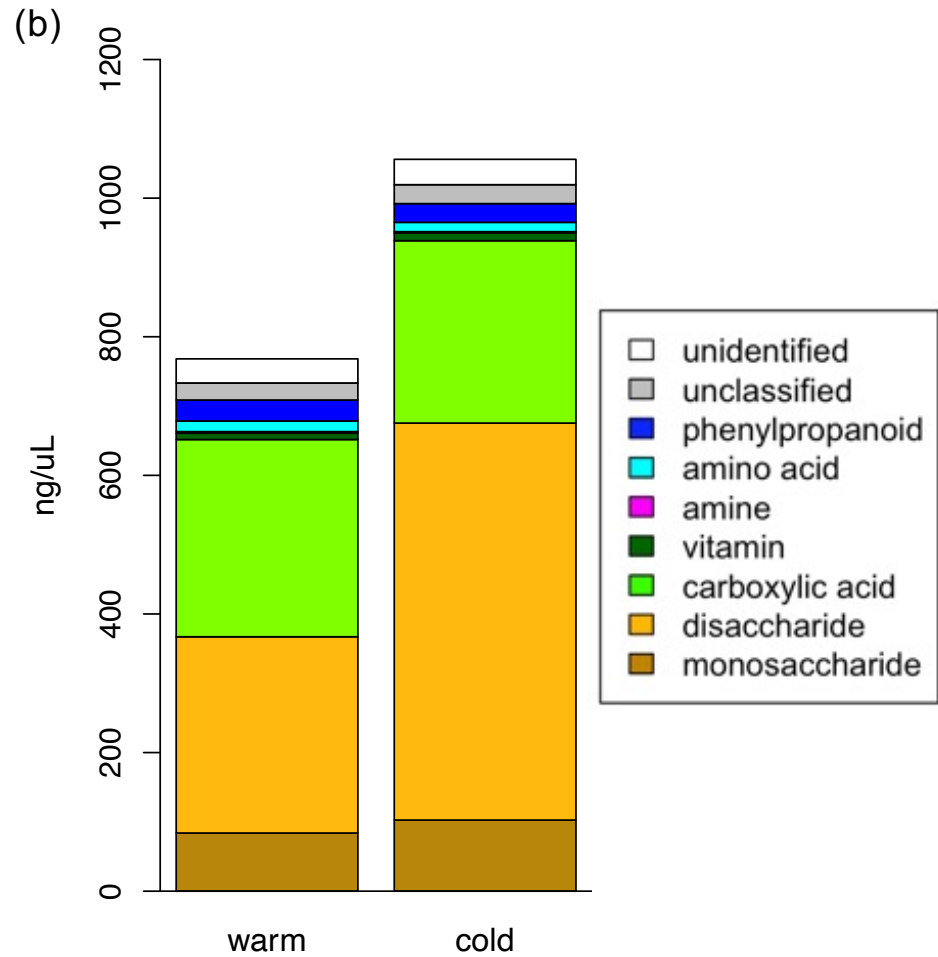 (b)
1200
1000
800
600
400
200
0
ng/uL
warm
cold
unidentified
unclassified
phenylpropanoid
amino acid
amine
vitamin
carboxylic acid
disaccharide
monosaccharide